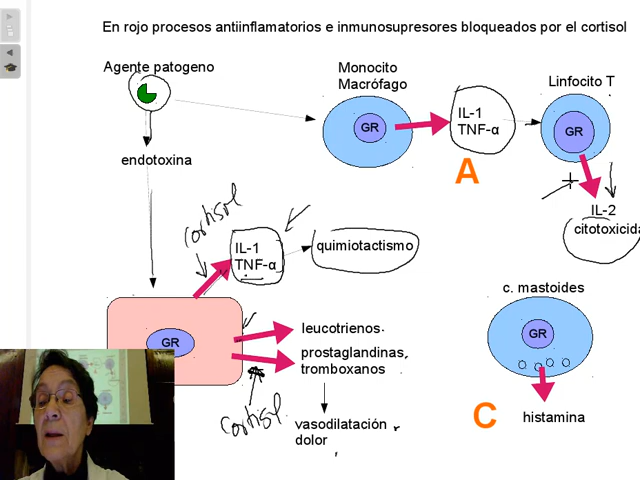 En rojo procesos antiinflamatorios e inmunosupresores bloqueados por el cortisol
Agente patogeno
Monocito
Macrófago
Linfocito T
GR
IL-1
TNF-α
GR
A
endotoxina
IL-2
citotoxicida
cortisol
IL-1
TNF-α
quimiotactismo
c. mastoides
GR
leucotrienos
GR
prostaglandinas,
tromboxanos
cortisol
C
histamina
vasodilatación
dolor